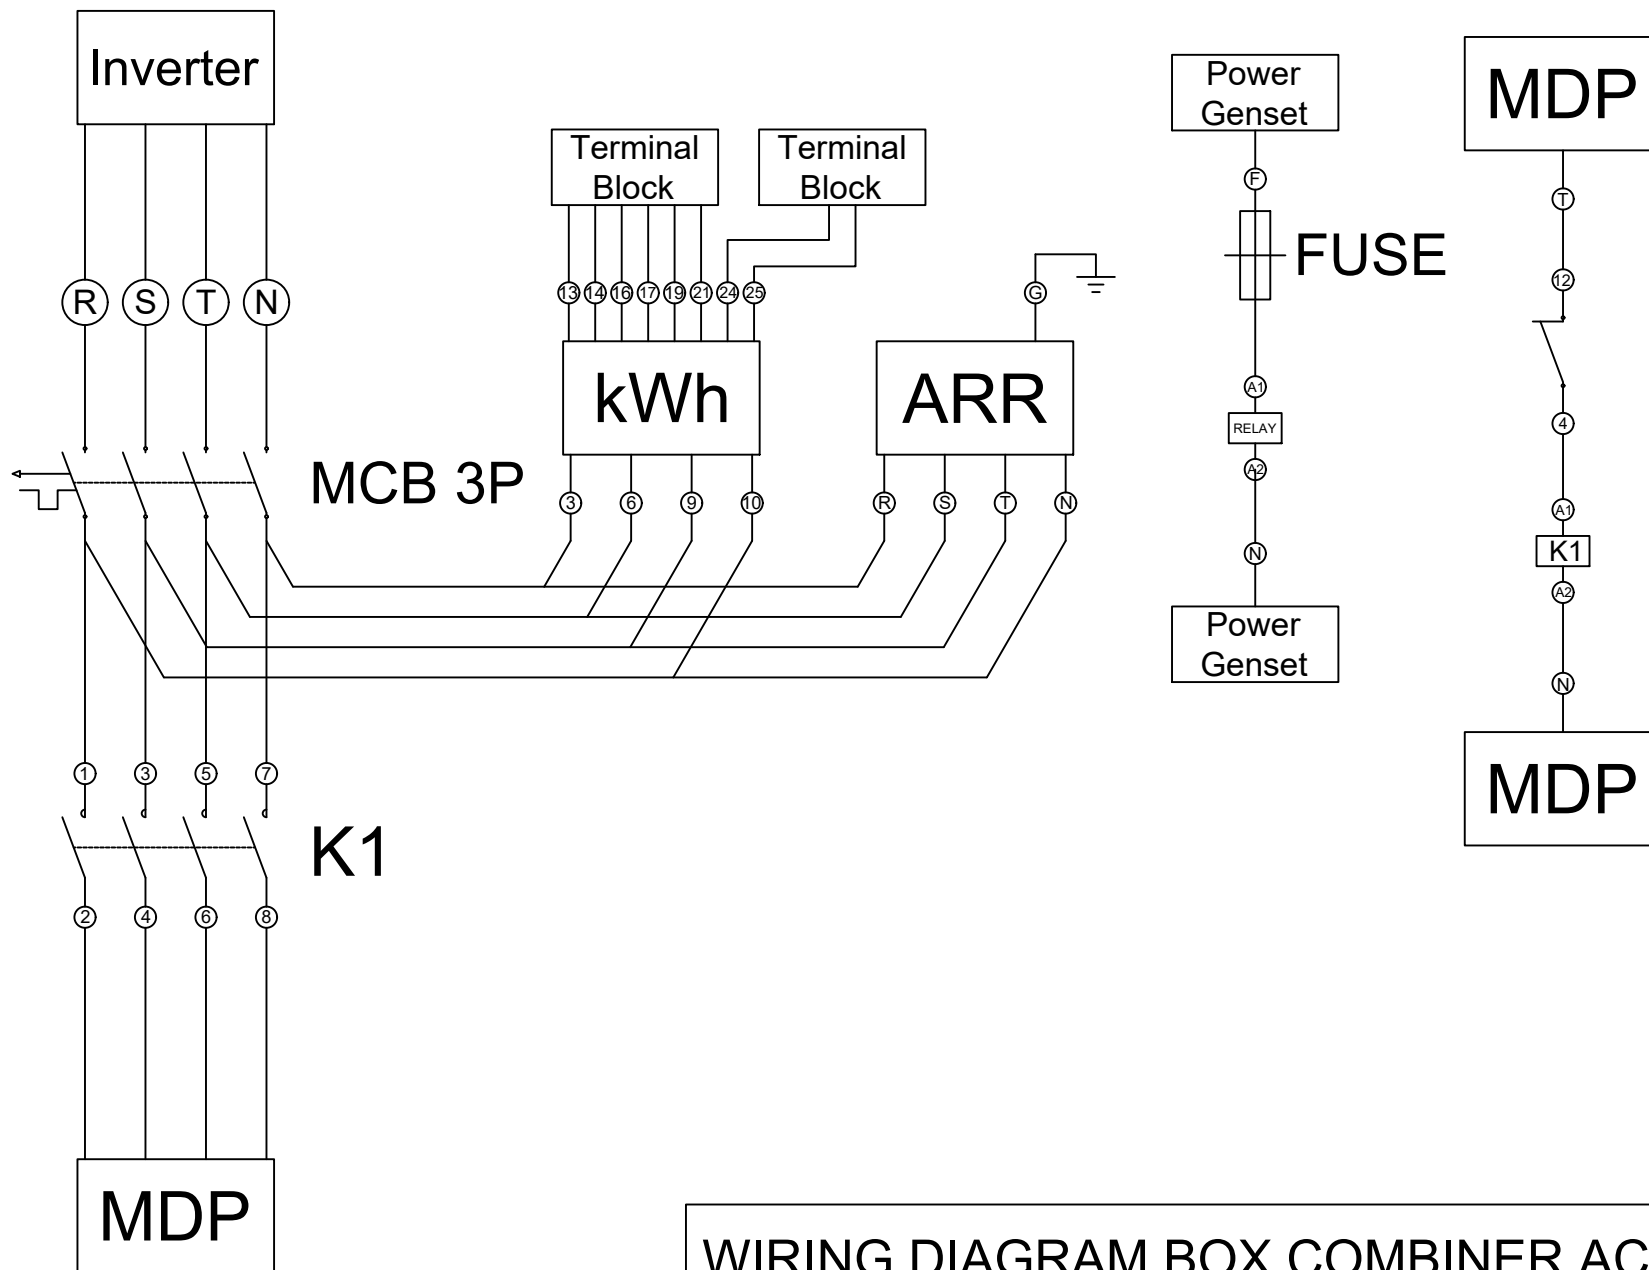 Inverter
R S T N
MCB 3P
1 3 5 7
K1
2 4 6 8
MDP
Terminal
Block
Terminal
Block
13 14 16 17 19 21 24 25
kWh
3 6 9 10
G
ARR
R S T N
Power
Genset
F
FUSE
A1
RELAY
A2
N
Power
Genset
MDP
T
12
4
A1
K1
A2
N
MDP
WIRING DIAGRAM BOX COMBINER AC